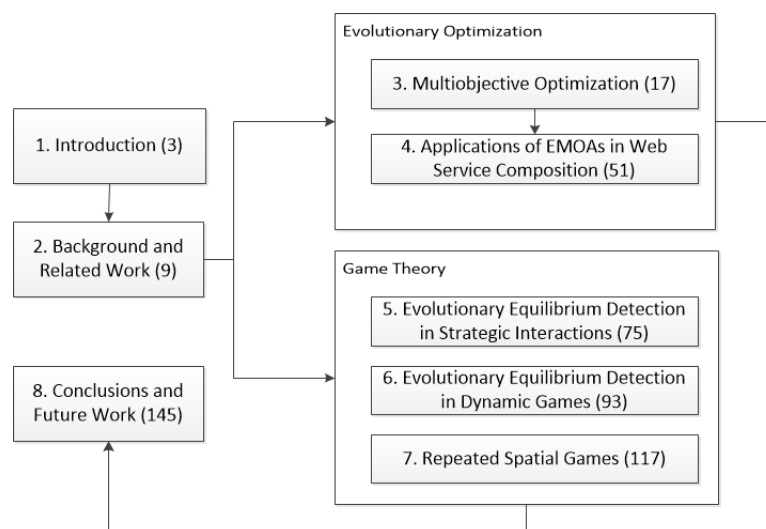 Evolutionary Optimization
3. Multiobjective Optimization (17)
4. Applications of EMOAs in Web
Service Composition (51)
1. Introduction (3)
2. Background and
Related Work (9)
Game Theory
5. Evolutionary Equilibrium Detection
in Strategic Interactions (75)
6. Evolutionary Equilibrium Detection
in Dynamic Games (93)
7. Repeated Spatial Games (117)
8. Conclusions and
Future Work (145)